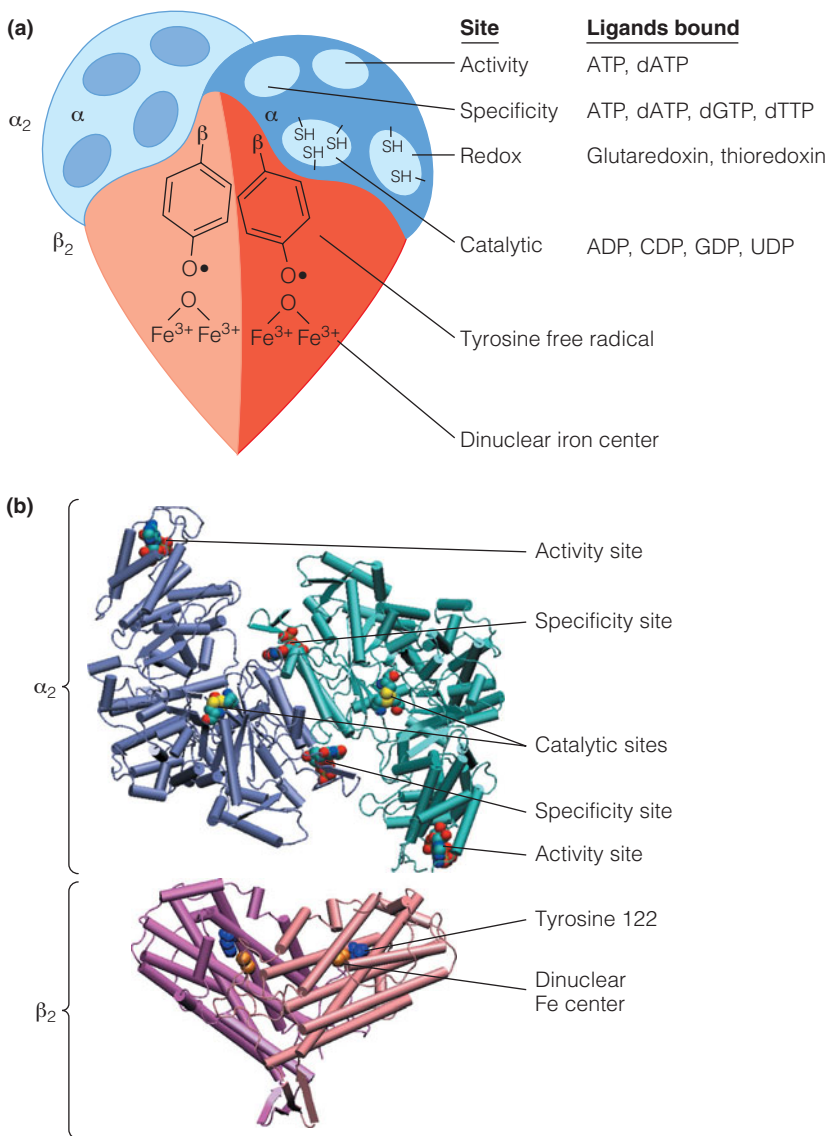 (a)
Site Ligands bound
Activity ATP, dATP
Specificity ATP, dATP, dGTP, dTTP
Redox Glutaredoxin, thioredoxin
Catalytic ADP, CDP, GDP, UDP
Tyrosine free radical
Dinuclear iron center
α2 α α
β β
SH SH SH SH
SH
β2
O• O•
O O
Fe3+ Fe3+ Fe3+ Fe3+
(b)
Activity site
Specificity site
α2
Catalytic sites
Specificity site
Activity site
Tyrosine 122
Dinuclear
Fe center
β2